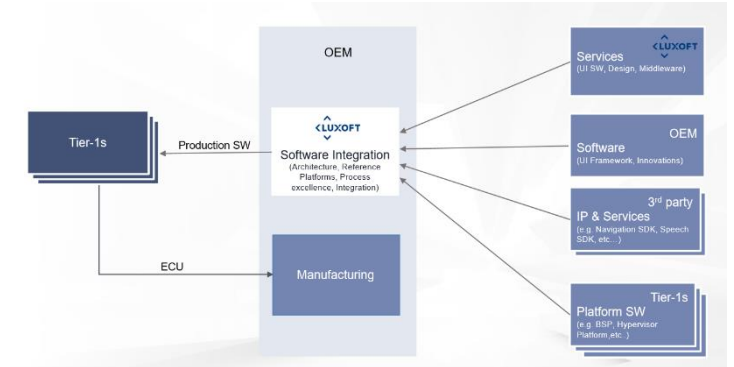 OEM
LUXOFT
Services
(UI SW, Design, Middleware)
LUXOFT
Software Integration
(Architecture, Reference
Platforms, Process
excellence, Integration)
Tier-1s
Production SW
OEM
Software
(UI Framework, Innovations)
3rd party
IP & Services
(e.g. Navigation SDK, Speech
SDK, etc...)
ECU
Manufacturing
Tier-1s
Platform SW
(e.g. BSP, Hypervisor
Platform,etc..)